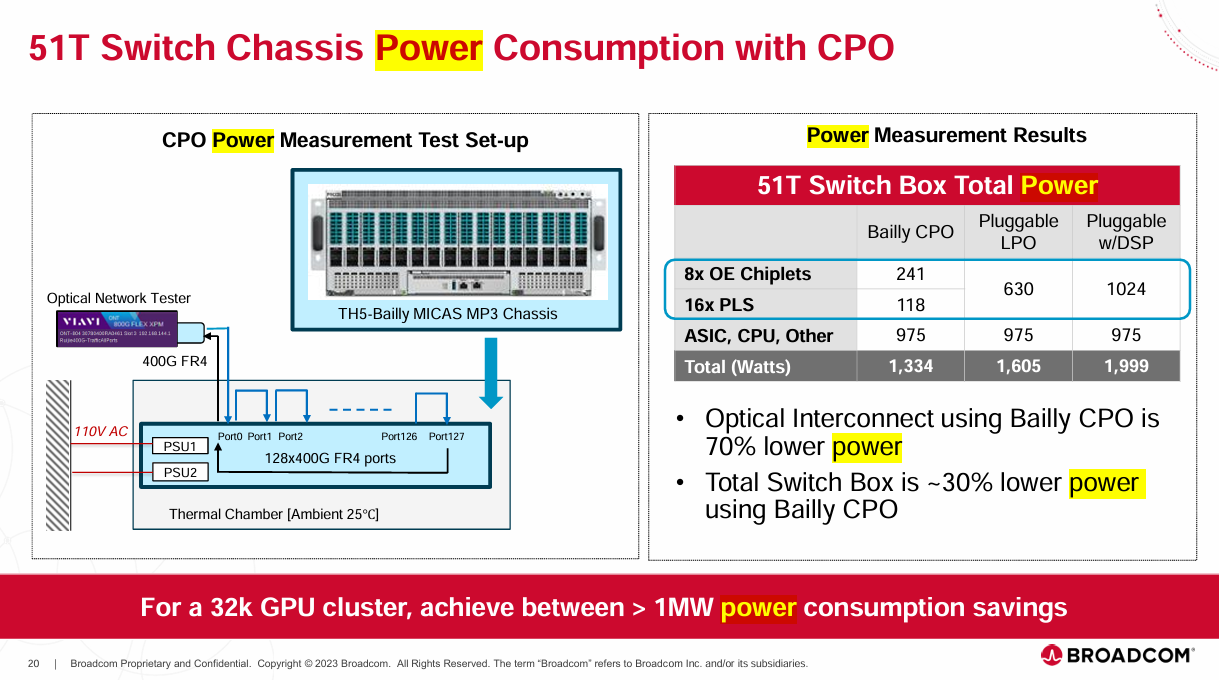 51T Switch Chassis Power Consumption with CPO
CPO Power Measurement Test Set-up
TH5-Bailly MICAS MP3 Chassis
Optical Network Tester
VIAVI
ONT 800G FLEX XPM
400G FR4
110V AC
PSU1
PSU2
Port0 Port1 Port2 Port126 Port127
128x400G FR4 ports
Thermal Chamber [Ambient 25°C]
Power Measurement Results
51T Switch Box Total Power
Bailly CPO
Pluggable
LPO
Pluggable
w/DSP
8x OE Chiplets 241
16x PLS 118
630 1024
ASIC, CPU, Other 975 975 975
Total (Watts) 1,334 1,605 1,999
• Optical Interconnect using Bailly CPO is
70% lower power
• Total Switch Box is ~30% lower power
using Bailly CPO
For a 32k GPU cluster, achieve between > 1MW power consumption savings
20 | Broadcom Proprietary and Confidential. Copyright © 2023 Broadcom. All Rights Reserved. The term “Broadcom” refers to Broadcom Inc. and/or its subsidiaries.
BROADCOM®